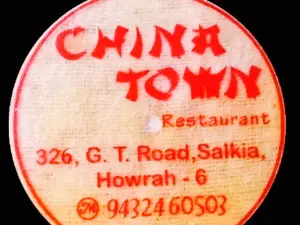 CHINA
TOWN
Restaurant
326, G. T. Road,Salkia,
Howrah - 6
9432460503